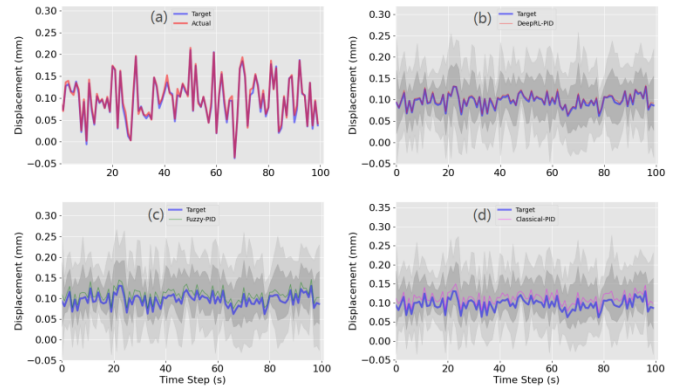 (a)
Target
Actual
Displacement (mm)
0.30
0.25
0.20
0.15
0.10
0.05
0.00
−0.05
0 20 40 60 80 100
(b)
Target
DeepRL-PID
Displacement (mm)
0.30
0.25
0.20
0.15
0.10
0.05
0.00
−0.05
0 20 40 60 80 100
(c)
Target
Fuzzy-PID
Displacement (mm)
0.30
0.25
0.20
0.15
0.10
0.05
0.00
−0.05
0 20 40 60 80 100
Time Step (s)
(d)
Target
Classical-PID
Displacement (mm)
0.35
0.30
0.25
0.20
0.15
0.10
0.05
0.00
−0.05
0 20 40 60 80 100
Time Step (s)